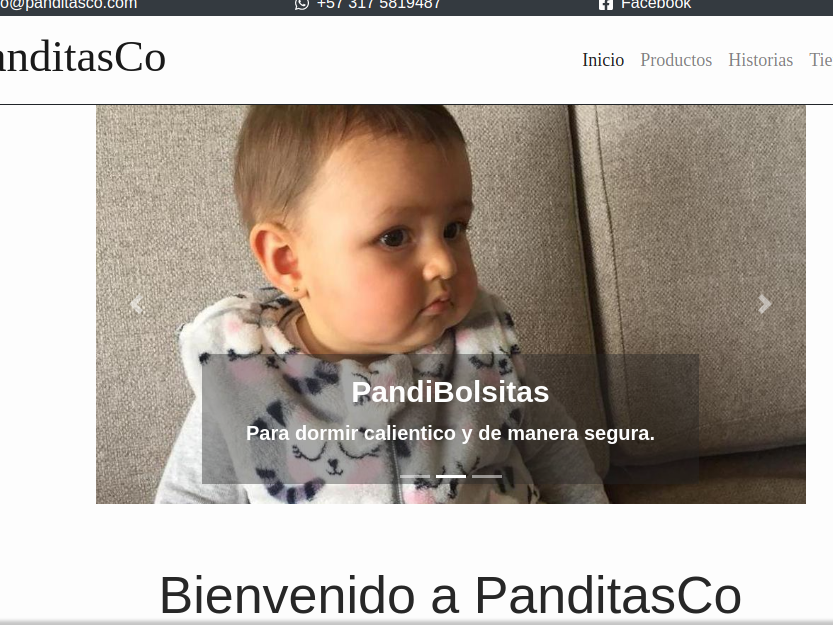 o@panditasco.com +57 317 5819487 Facebook
anditasCo
Inicio Productos Historias Tie
PandiBolsitas
Para dormir calientico y de manera segura.
Bienvenido a PanditasCo